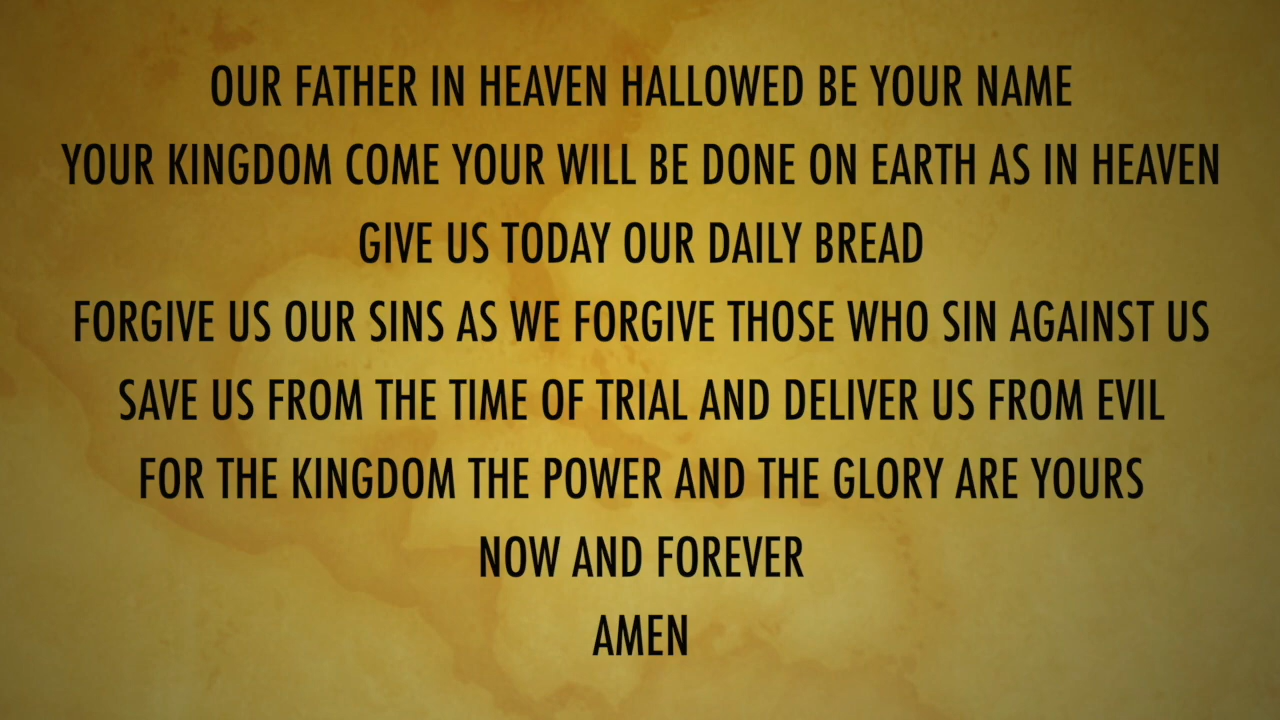 OUR FATHER IN HEAVEN HALLOWED BE YOUR NAME
YOUR KINGDOM COME YOUR WILL BE DONE ON EARTH AS IN HEAVEN
GIVE US TODAY OUR DAILY BREAD
FORGIVE US OUR SINS AS WE FORGIVE THOSE WHO SIN AGAINST US
SAVE US FROM THE TIME OF TRIAL AND DELIVER US FROM EVIL
FOR THE KINGDOM THE POWER AND THE GLORY ARE YOURS
NOW AND FOREVER
AMEN